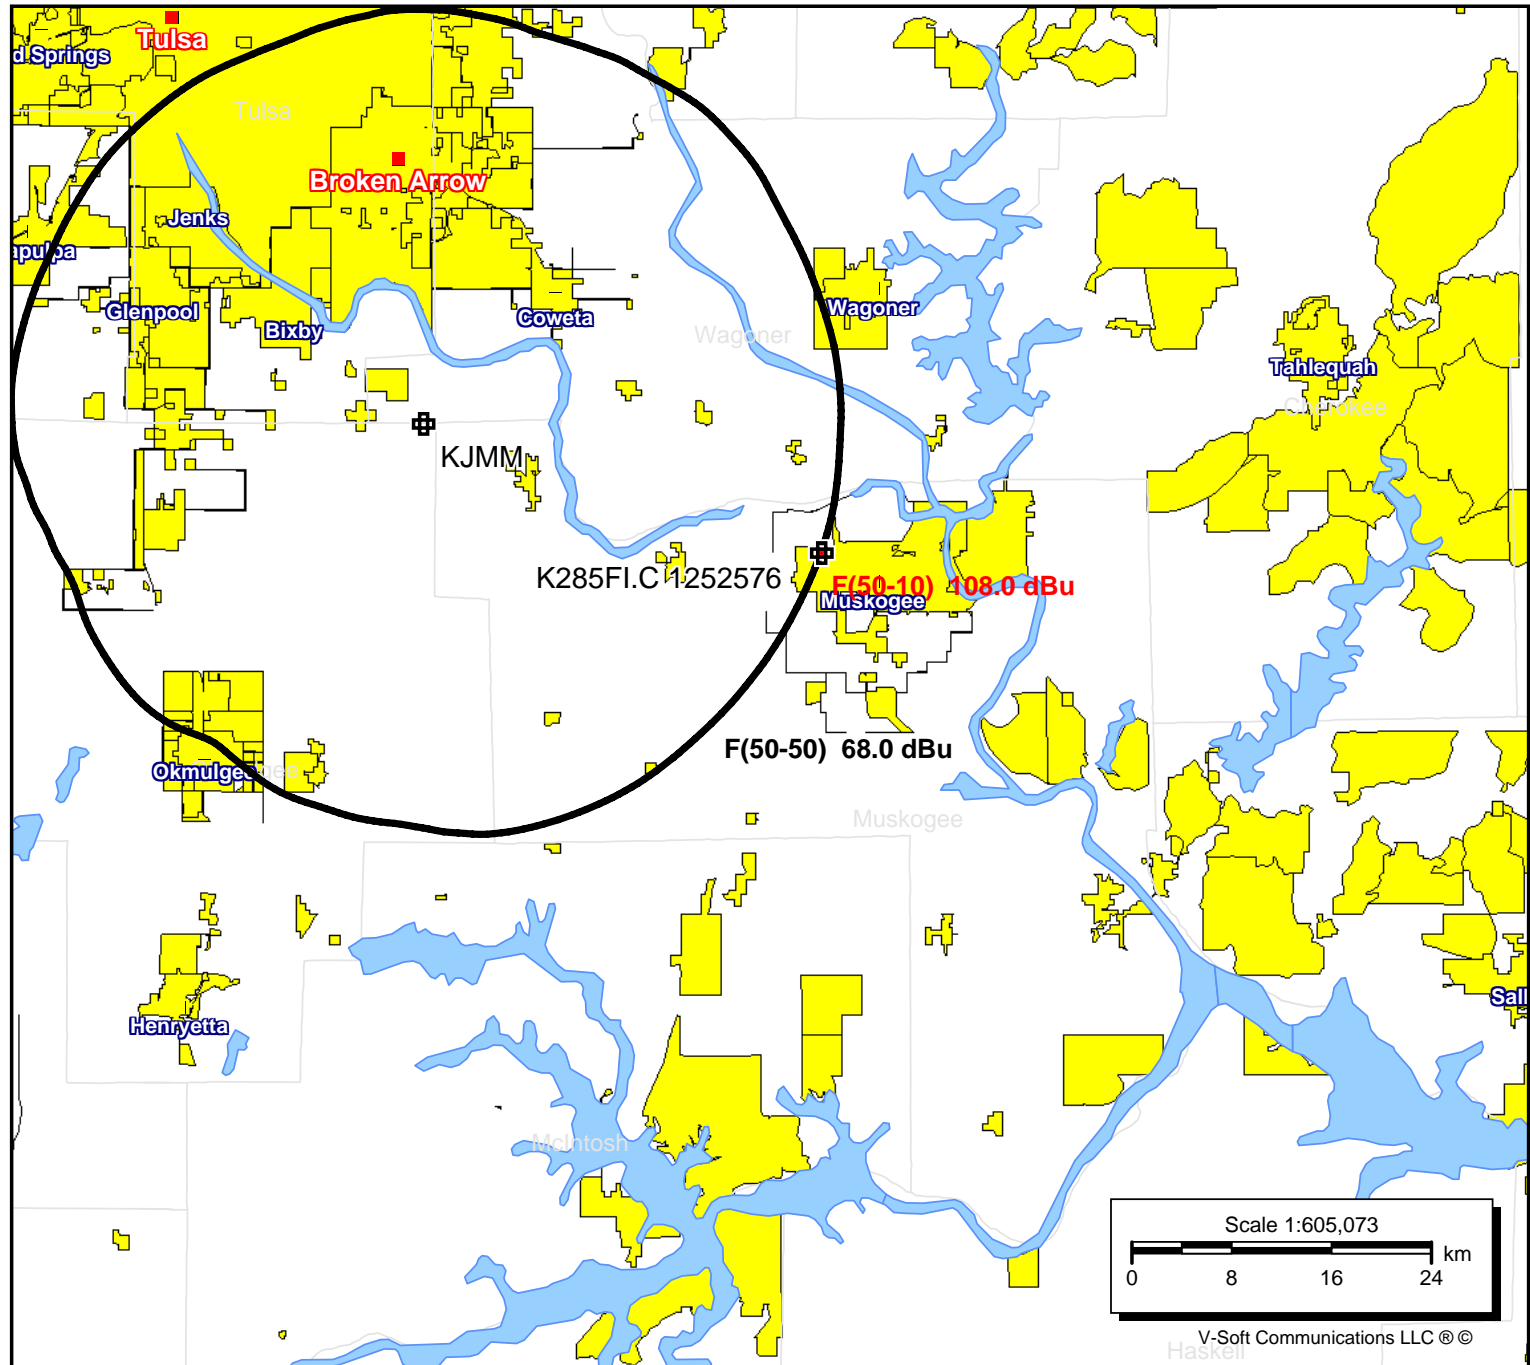 Tulsa
d Springs
Tulsa
Broken Arrow
Jenks
apulpa
Glenpool
Bixby
Coweta
Wagoner
Wagoner
Tahlequah
Cherokee
KJMM
K285FI.C 1252576
F(50-10) 108.0 dBu
Muskogee
F(50-50) 68.0 dBu
Okmulgee
Muskogee
Henryetta
Sall
McIntosh
Scale 1:605,073
km
0 8 16 24
V-Soft Communications LLC ® ©
Haskell